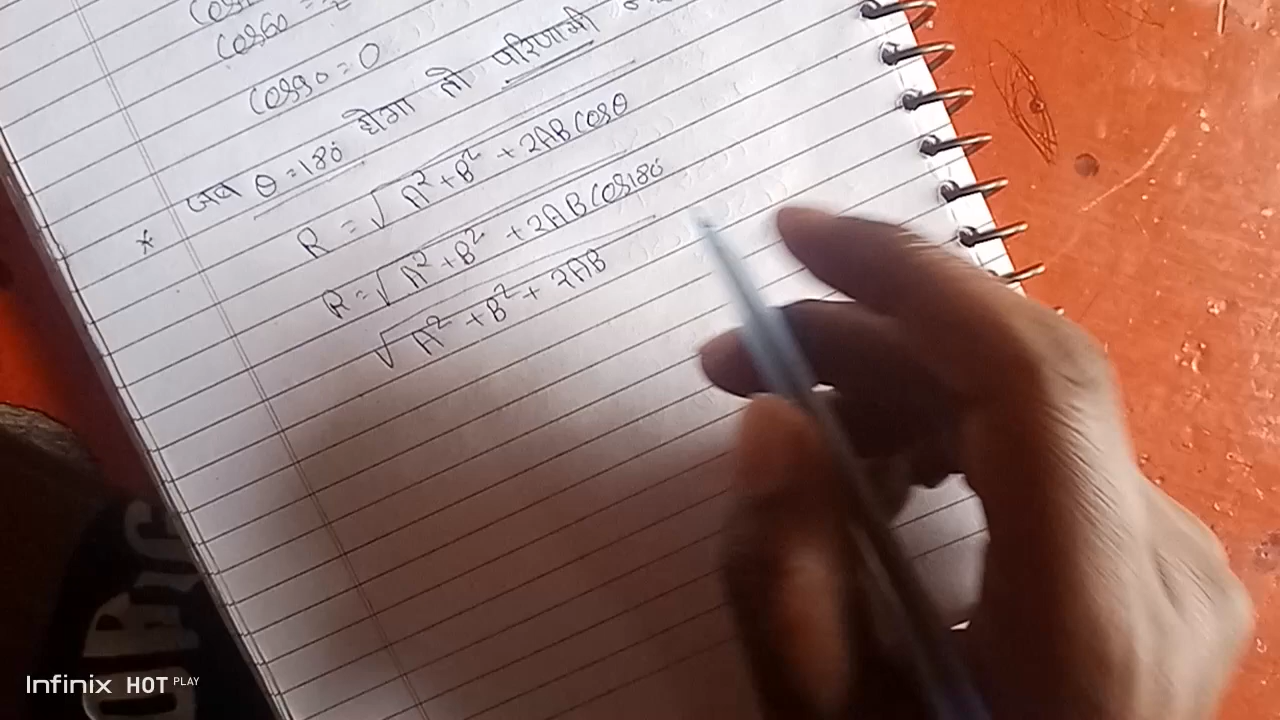 cos60 =
cos90 = 0
* जब θ = 180° होगा तो परिणामी
R = √A² + B² + 2AB cosθ
R = √A² + B² + 2AB cos180°
√A² + B² + 2AB
Infinix HOT PLAY